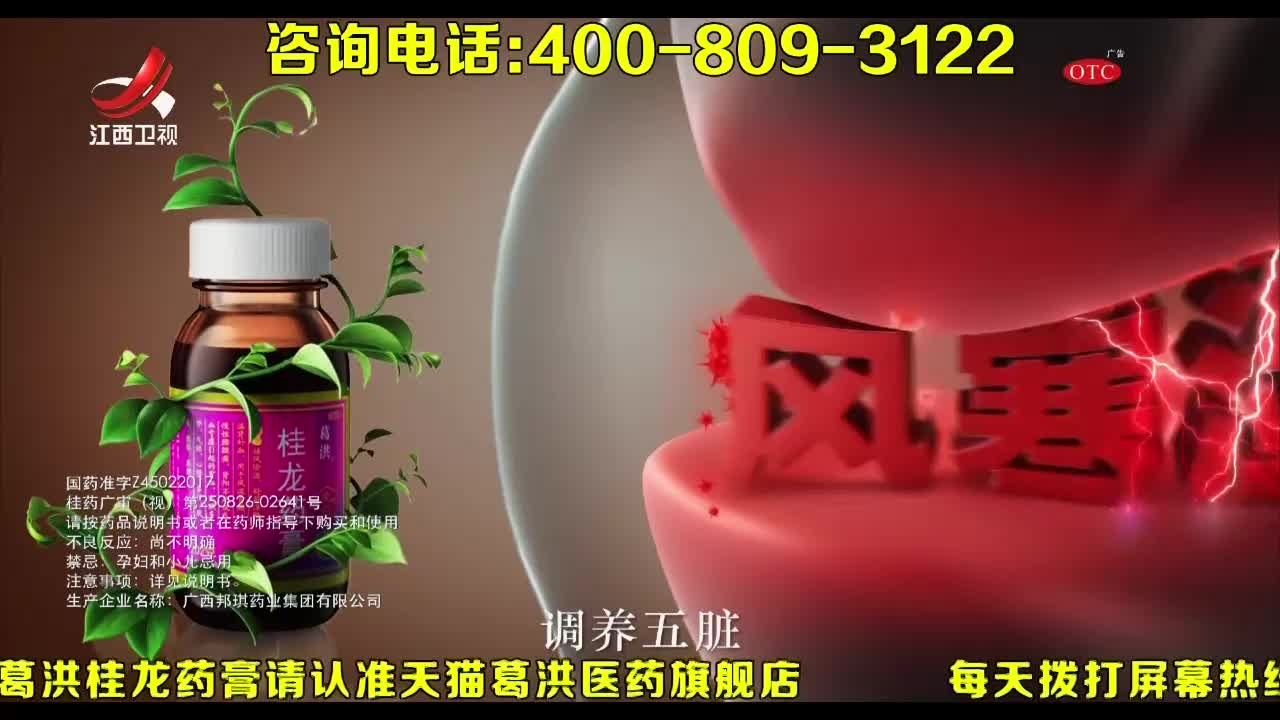 咨询电话:400-809-3122
广告
OTC
江西卫视
葛洪
桂龙药膏
风寒
国药准字Z45022017
桂药广审（视）第250826-02641号
请按药品说明书或者在药师指导下购买和使用
不良反应：尚不明确
禁忌：孕妇和小儿忌用
注意事项：详见说明书。
生产企业名称：广西邦琪药业集团有限公司
调养五脏
葛洪桂龙药膏请认准天猫葛洪医药旗舰店 每天拨打屏幕热线